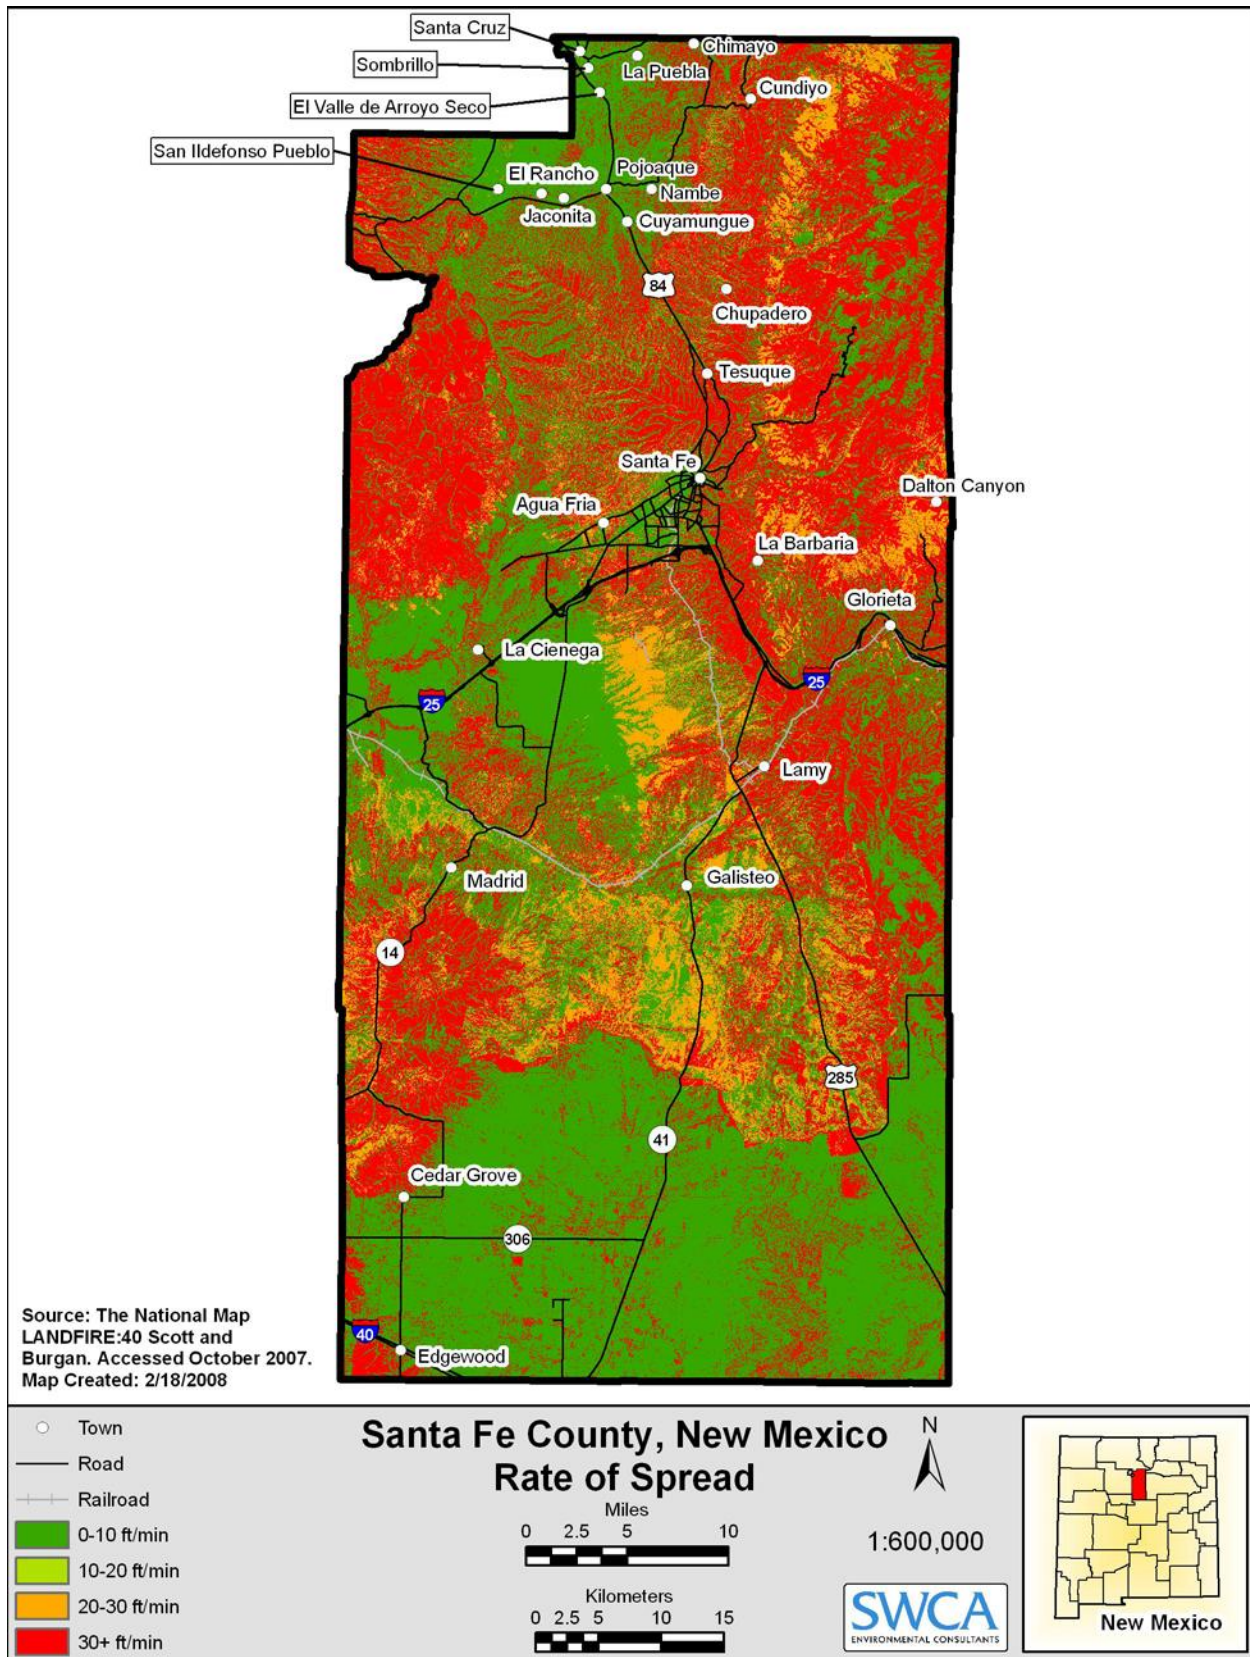 Santa Cruz
Chimayo
Sombrillo
La Puebla
Cundiyo
El Valle de Arroyo Seco
San Ildefonso Pueblo
El Rancho
Pojoaque
Nambe
Jaconita
Cuyamungue
84
Chupadero
Tesuque
Santa Fe
Dalton Canyon
Agua Fria
La Barbaria
Glorieta
La Cienega
25
25
Lamy
Madrid
Galisteo
14
285
41
Cedar Grove
306
Source: The National Map
LANDFIRE:40 Scott and
Burgan. Accessed October 2007.
Map Created: 2/18/2008
40
Edgewood
Town
Road
Railroad
0-10 ft/min
10-20 ft/min
20-30 ft/min
30+ ft/min
Santa Fe County, New Mexico
Rate of Spread
Miles
0 2.5 5 10
Kilometers
0 2.5 5 10 15
N
1:600,000
SWCA
ENVIRONMENTAL CONSULTANTS
New Mexico